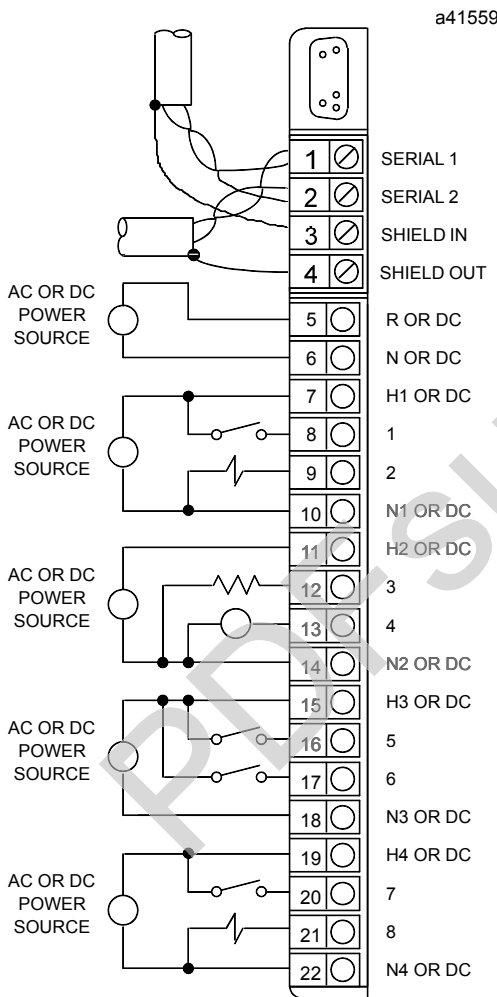 a41559
1 SERIAL 1
2 SERIAL 2
3 SHIELD IN
4 SHIELD OUT
AC OR DC
POWER
SOURCE
5 R OR DC
6 N OR DC
7 H1 OR DC
AC OR DC
POWER
SOURCE
8 1
9 2
10 N1 OR DC
11 H2 OR DC
AC OR DC
POWER
SOURCE
12 3
13 4
14 N2 OR DC
15 H3 OR DC
AC OR DC
POWER
SOURCE
16 5
17 6
18 N3 OR DC
19 H4 OR DC
AC OR DC
POWER
SOURCE
20 7
21 8
22 N4 OR DC